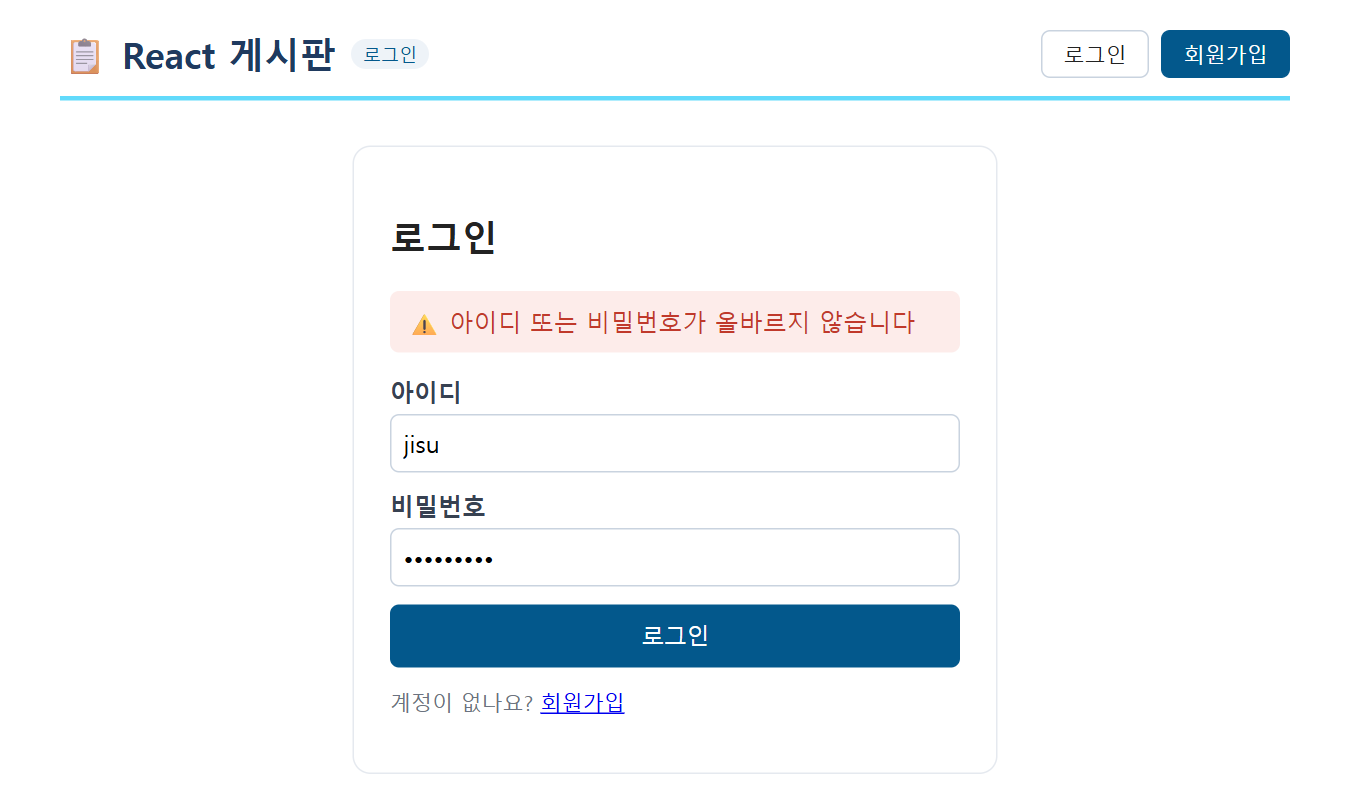 React 게시판 로그인 로그인 회원가입
로그인
아이디 또는 비밀번호가 올바르지 않습니다
아이디
jisu
비밀번호
•••••••••
로그인
계정이 없나요? 회원가입